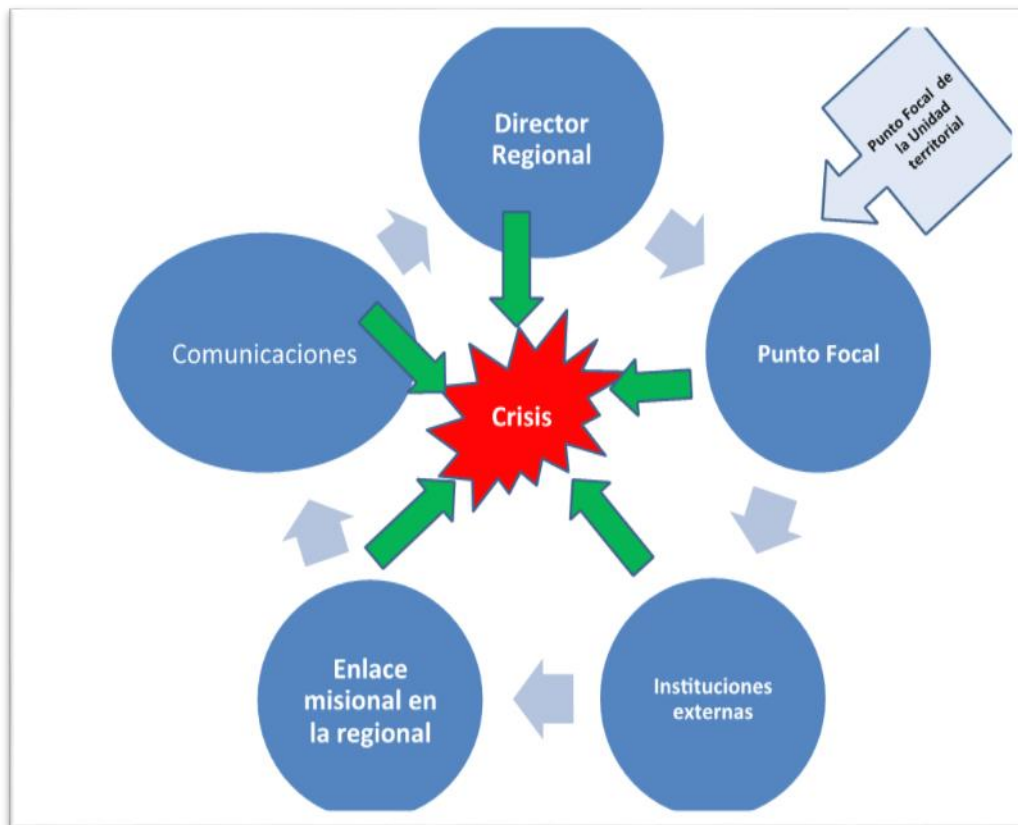 Director
Regional
Punto Focal de
la Unidad
territorial
Comunicaciones
Punto Focal
Crisis
Enlace
misional en
la regional
Instituciones
externas